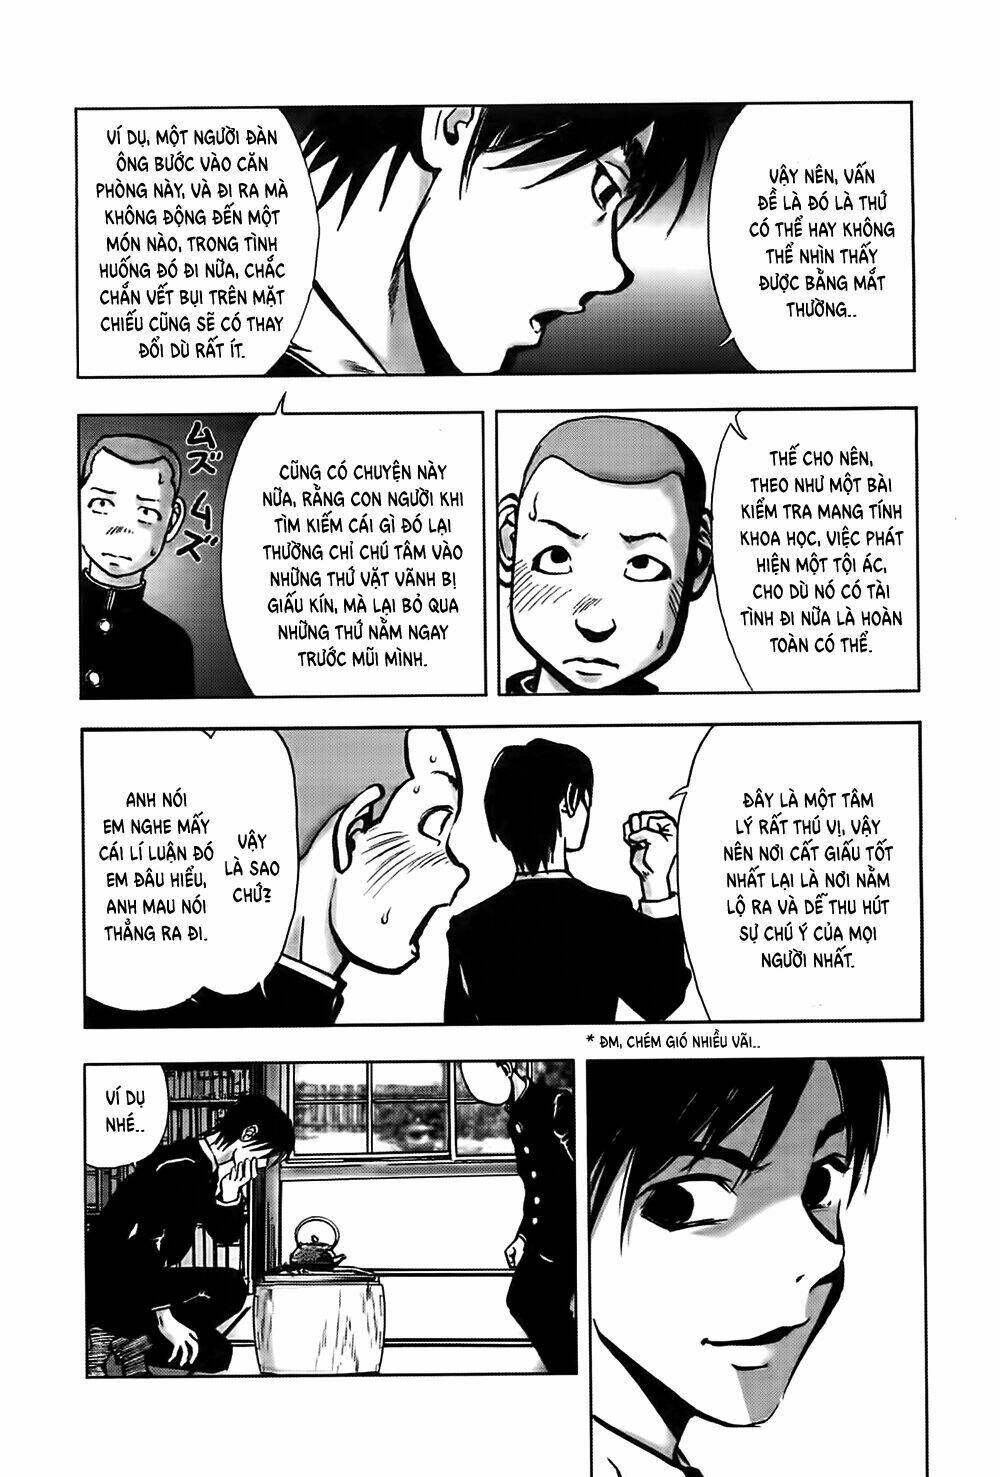 VẬY NÊN, VẤN
ĐỀ LÀ ĐÓ LÀ THỨ
CÓ THỂ HAY KHÔNG
THỂ NHÌN THẤY
ĐƯỢC BẰNG MẮT
THƯỜNG..
VÍ DỤ, MỘT NGƯỜI ĐÀN
ÔNG BƯỚC VÀO CĂN
PHÒNG NÀY, VÀ ĐI RA MÀ
KHÔNG ĐỘNG ĐẾN MỘT
MÓN NÀO, TRONG TÌNH
HUỐNG ĐÓ ĐI NỮA, CHẮC
CHẮN VẾT BỤI TRÊN MẶT
CHIẾU CŨNG SẼ CÓ THAY
ĐỔI DÙ RẤT ÍT.
THẾ CHO NÊN,
THEO NHƯ MỘT BÀI
KIỂM TRA MANG TÍNH
KHOA HỌC, VIỆC PHÁT
HIỆN MỘT TỘI ÁC,
CHO DÙ NÓ CÓ TÀI
TÌNH ĐI NỮA LÀ HOÀN
TOÀN CÓ THỂ.
CŨNG CÓ CHUYỆN NÀY
NỮA, RẰNG CON NGƯỜI KHI
TÌM KIẾM CÁI GÌ ĐÓ LẠI
THƯỜNG CHỈ CHÚ TÂM VÀO
NHỮNG THỨ VẶT VÃNH BỊ
GIẤU KÍN, MÀ LẠI BỎ QUA
NHỮNG THỨ NẰM NGAY
TRƯỚC MŨI MÌNH.
ムズ
ムズ
ĐÂY LÀ MỘT TÂM
LÝ RẤT THÚ VỊ, VẬY
NÊN NƠI CẤT GIẤU TỐT
NHẤT LẠI LÀ NƠI NẰM
LỘ RA VÀ DỄ THU HÚT
SỰ CHÚ Ý CỦA MỌI
NGƯỜI NHẤT.
VẬY
LÀ SAO
CHỨ?
ANH NÓI
EM NGHE MẤY
CÁI LÍ LUẬN ĐÓ
EM ĐÂU HIỂU,
ANH MAU NÓI
THẲNG RA ĐI.
* ĐM, CHÉM GIÓ NHIỀU VÃI..
VÍ DỤ
NHÉ..